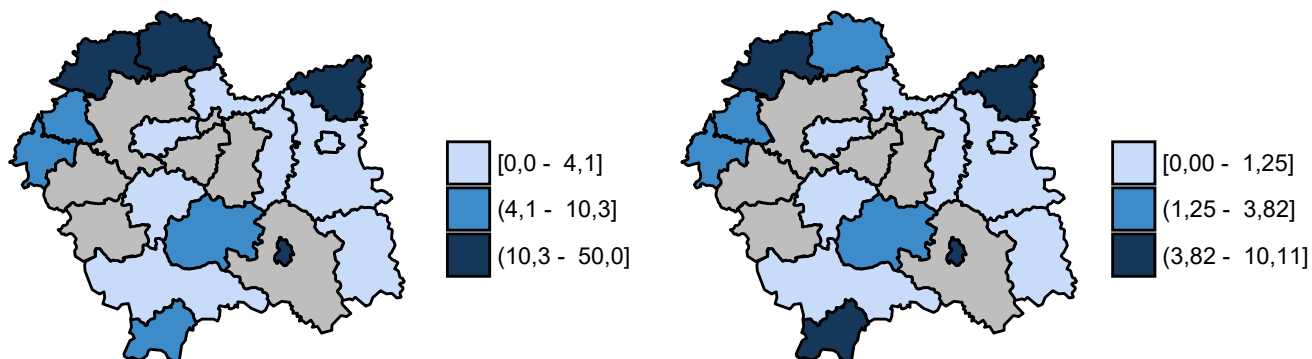 [0,0 - 4,1]
(4,1 - 10,3]
(10,3 - 50,0]
[0,00 - 1,25]
(1,25 - 3,82]
(3,82 - 10,11]